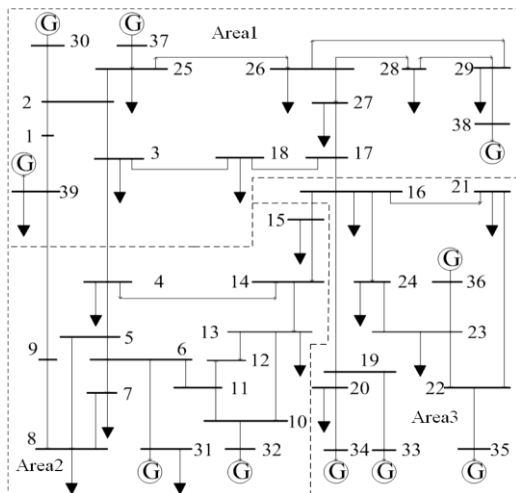 G G
30 37 Area1
25 26 28 29
2
27
1 38
G 3 18 17 G
39
16 21
15
G
4 14 24 36
13
5 23
9 6 12 19
7 11 20 22
10 Area3
8 31 32 34 33 35
Area2 G G G G G